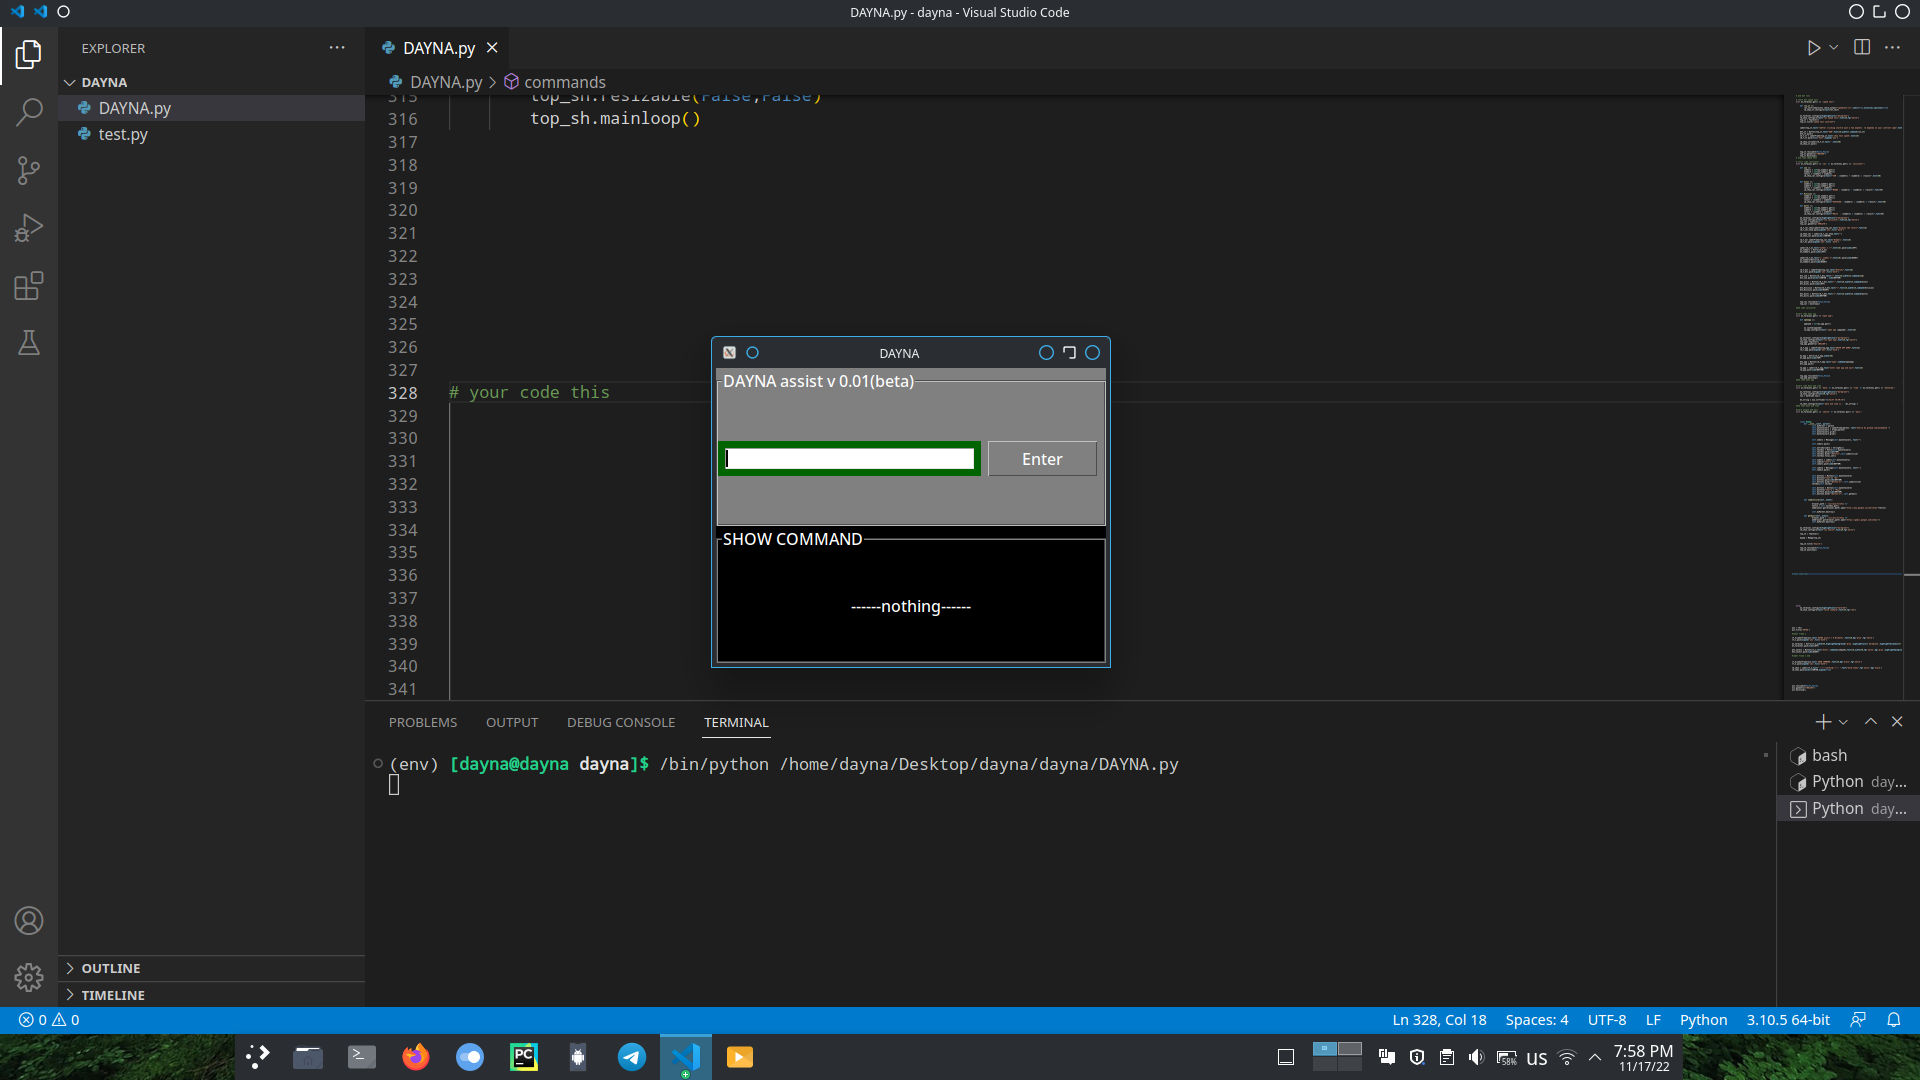 DAYNA.py - dayna - Visual Studio Code
EXPLORER
DAYNA
DAYNA.py
test.py
DAYNA.py
DAYNA.py > commands
315 top_sh.resizable(False,False)
316 top_sh.mainloop()
317
318
319
320
321
322
323
324
325
326
327
328 # your code this
329
330
331
332
333
334
335
336
337
338
339
340
341
DAYNA
DAYNA assist v 0.01(beta)
Enter
SHOW COMMAND
------nothing------
PROBLEMS OUTPUT DEBUG CONSOLE TERMINAL
(env) [dayna@dayna dayna]$ /bin/python /home/dayna/Desktop/dayna/dayna/DAYNA.py
bash
Python day...
Python day...
OUTLINE
TIMELINE
0 0
Ln 328, Col 18 Spaces: 4 UTF-8 LF Python 3.10.5 64-bit
PC
58%
us
7:58 PM
11/17/22